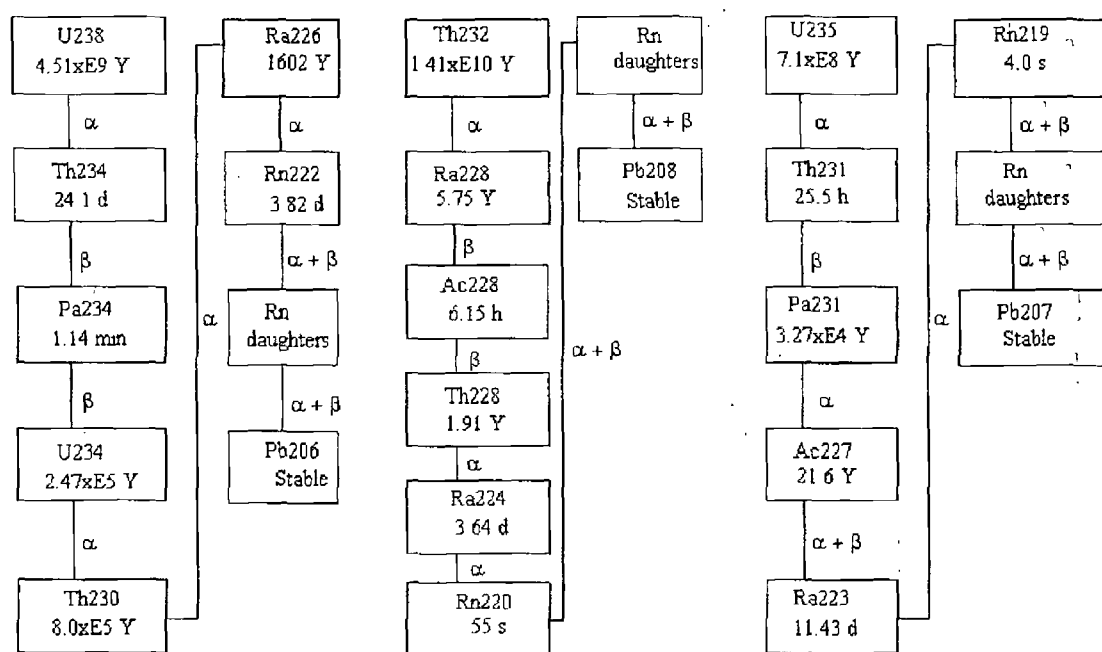 U238
4.51xE9 Y
α
Th234
24 1 d
β
Pa234
1.14 min
β
U234
2.47xE5 Y
α
Th230
8.0xE5 Y
α
Ra226
1602 Y
α
Rn222
3 82 d
α + β
Rn
daughters
α + β
Pb206
Stable
Th232
1 41xE10 Y
α
Ra228
5.75 Y
β
Ac228
6.15 h
β
Th228
1.91 Y
α
Ra224
3 64 d
α
Rn220
55 s
α + β
Rn
daughters
α + β
Pb208
Stable
U235
7.1xE8 Y
α
Th231
25.5 h
β
Pa231
3.27xE4 Y
α
Ac227
21 6 Y
α + β
Ra223
11.43 d
α
Rn219
4.0 s
α + β
Rn
daughters
α + β
Pb207
Stable